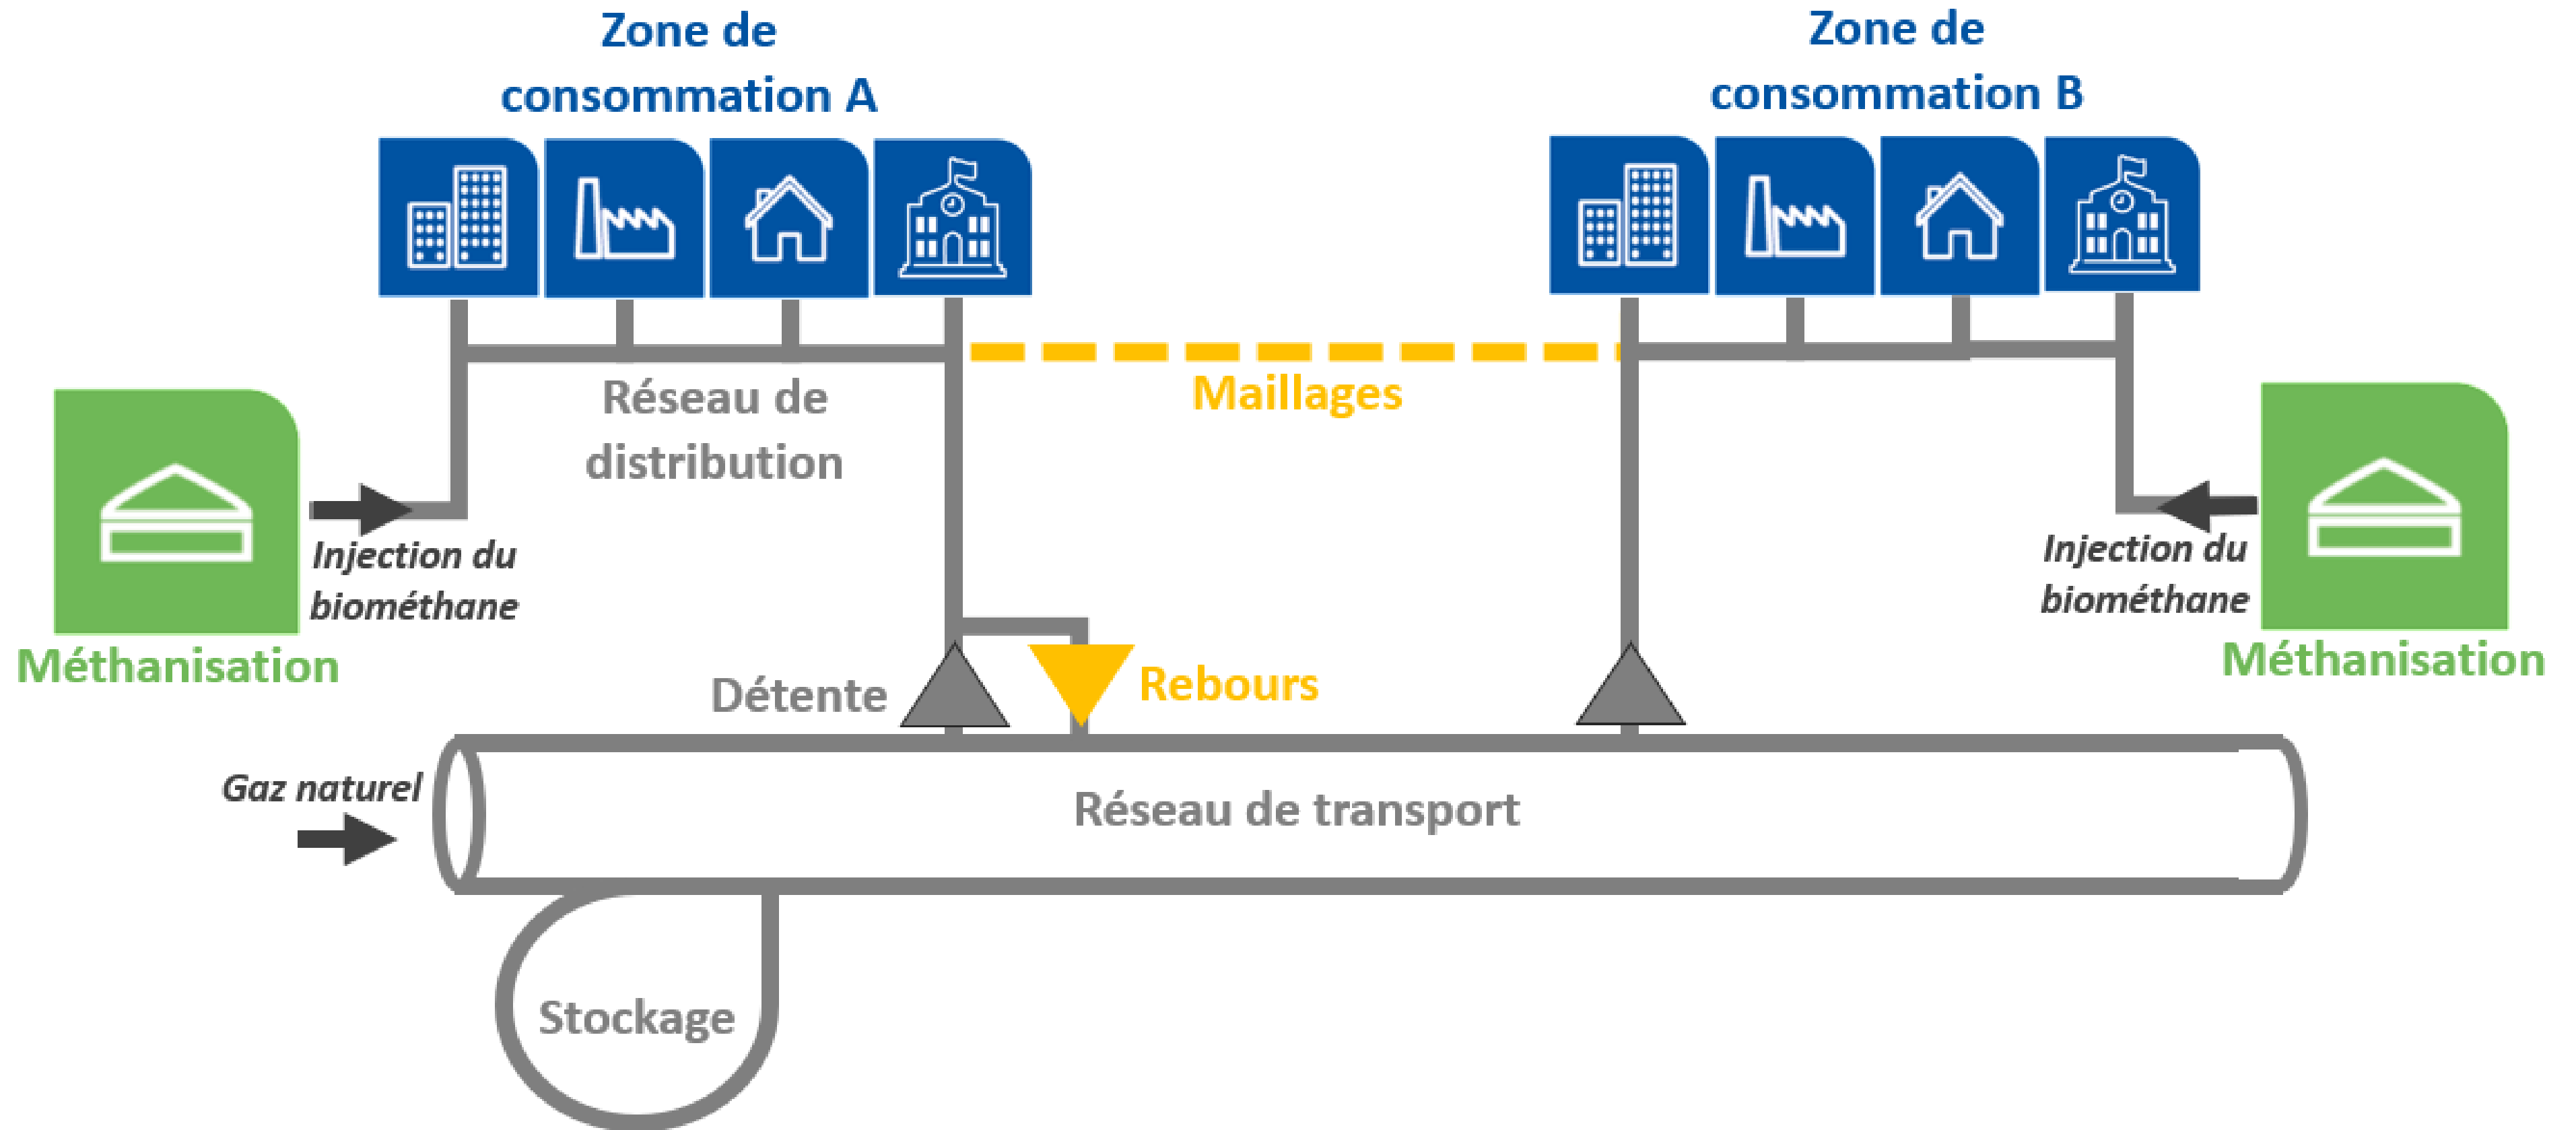 Zone de
consommation A
Zone de
consommation B
Maillages
Réseau de
distribution
Injection du
biométhane
Injection du
biométhane
Méthanisation
Méthanisation
Détente
Rebours
Gaz naturel
Réseau de transport
Stockage